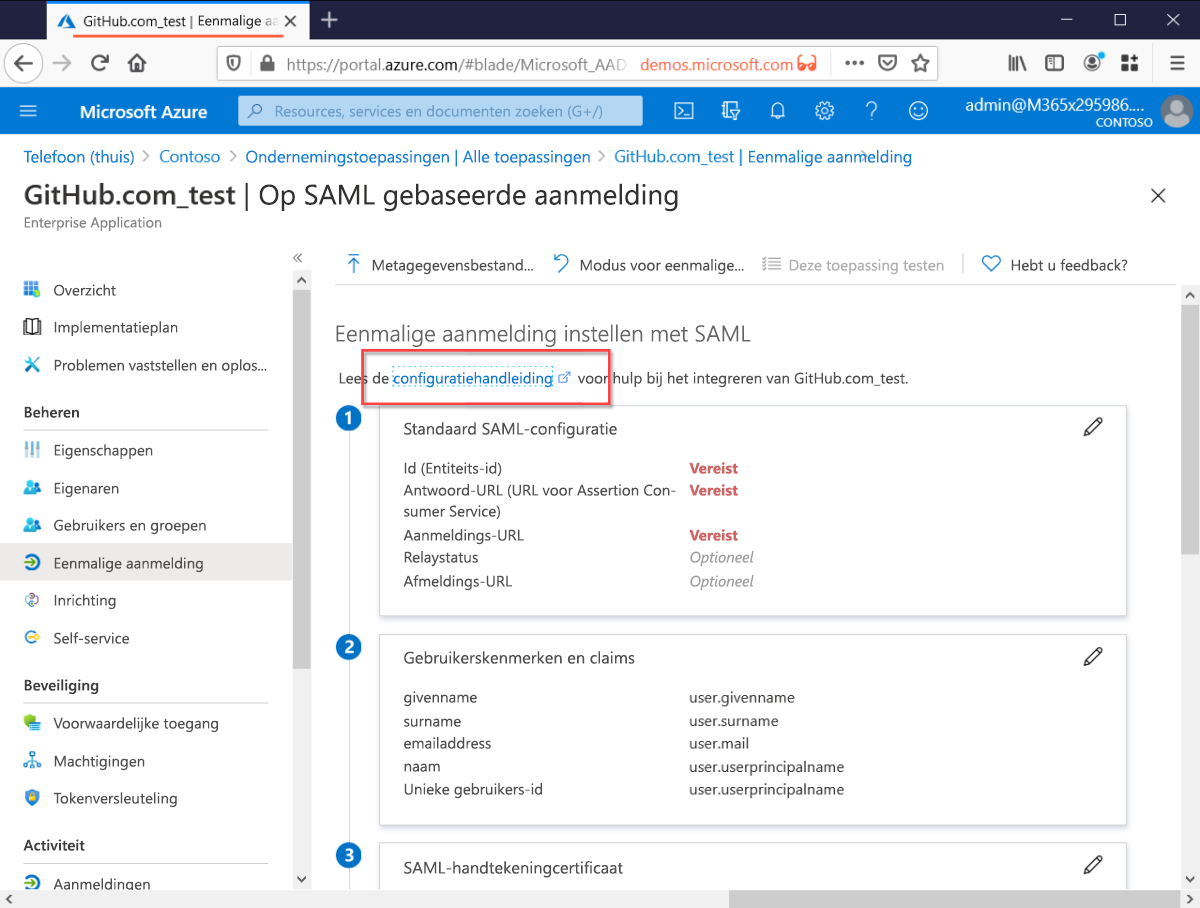 GitHub.com_test | Eenmalige aa
https://portal.azure.com/#blade/Microsoft_AAD_ demos.microsoft.com
Microsoft Azure
Resources, services en documenten zoeken (G+/)
admin@M365x295986....
CONTOSO
Telefoon (thuis) > Contoso > Ondernemingstoepassingen | Alle toepassingen > GitHub.com_test | Eenmalige aanmelding
GitHub.com_test | Op SAML gebaseerde aanmelding
Enterprise Application
Overzicht
Implementatieplan
Problemen vaststellen en oplos...
Beheren
Eigenschappen
Eigenaren
Gebruikers en groepen
Eenmalige aanmelding
Inrichting
Self-service
Beveiliging
Voorwaardelijke toegang
Machtigingen
Tokenversleuteling
Activiteit
Aanmeldingen
Metagegevensbestand... Modus voor eenmalige... Deze toepassing testen Hebt u feedback?
Eenmalige aanmelding instellen met SAML
Lees de configuratiehandleiding voor hulp bij het integreren van GitHub.com_test.
1
Standaard SAML-configuratie
Id (Entiteits-id) Vereist
Antwoord-URL (URL voor Assertion Con- Vereist
sumer Service)
Aanmeldings-URL Vereist
Relaystatus Optioneel
Afmeldings-URL Optioneel
2
Gebruikerskenmerken en claims
givenname user.givenname
surname user.surname
emailaddress user.mail
naam user.userprincipalname
Unieke gebruikers-id user.userprincipalname
3
SAML-handtekeningcertificaat